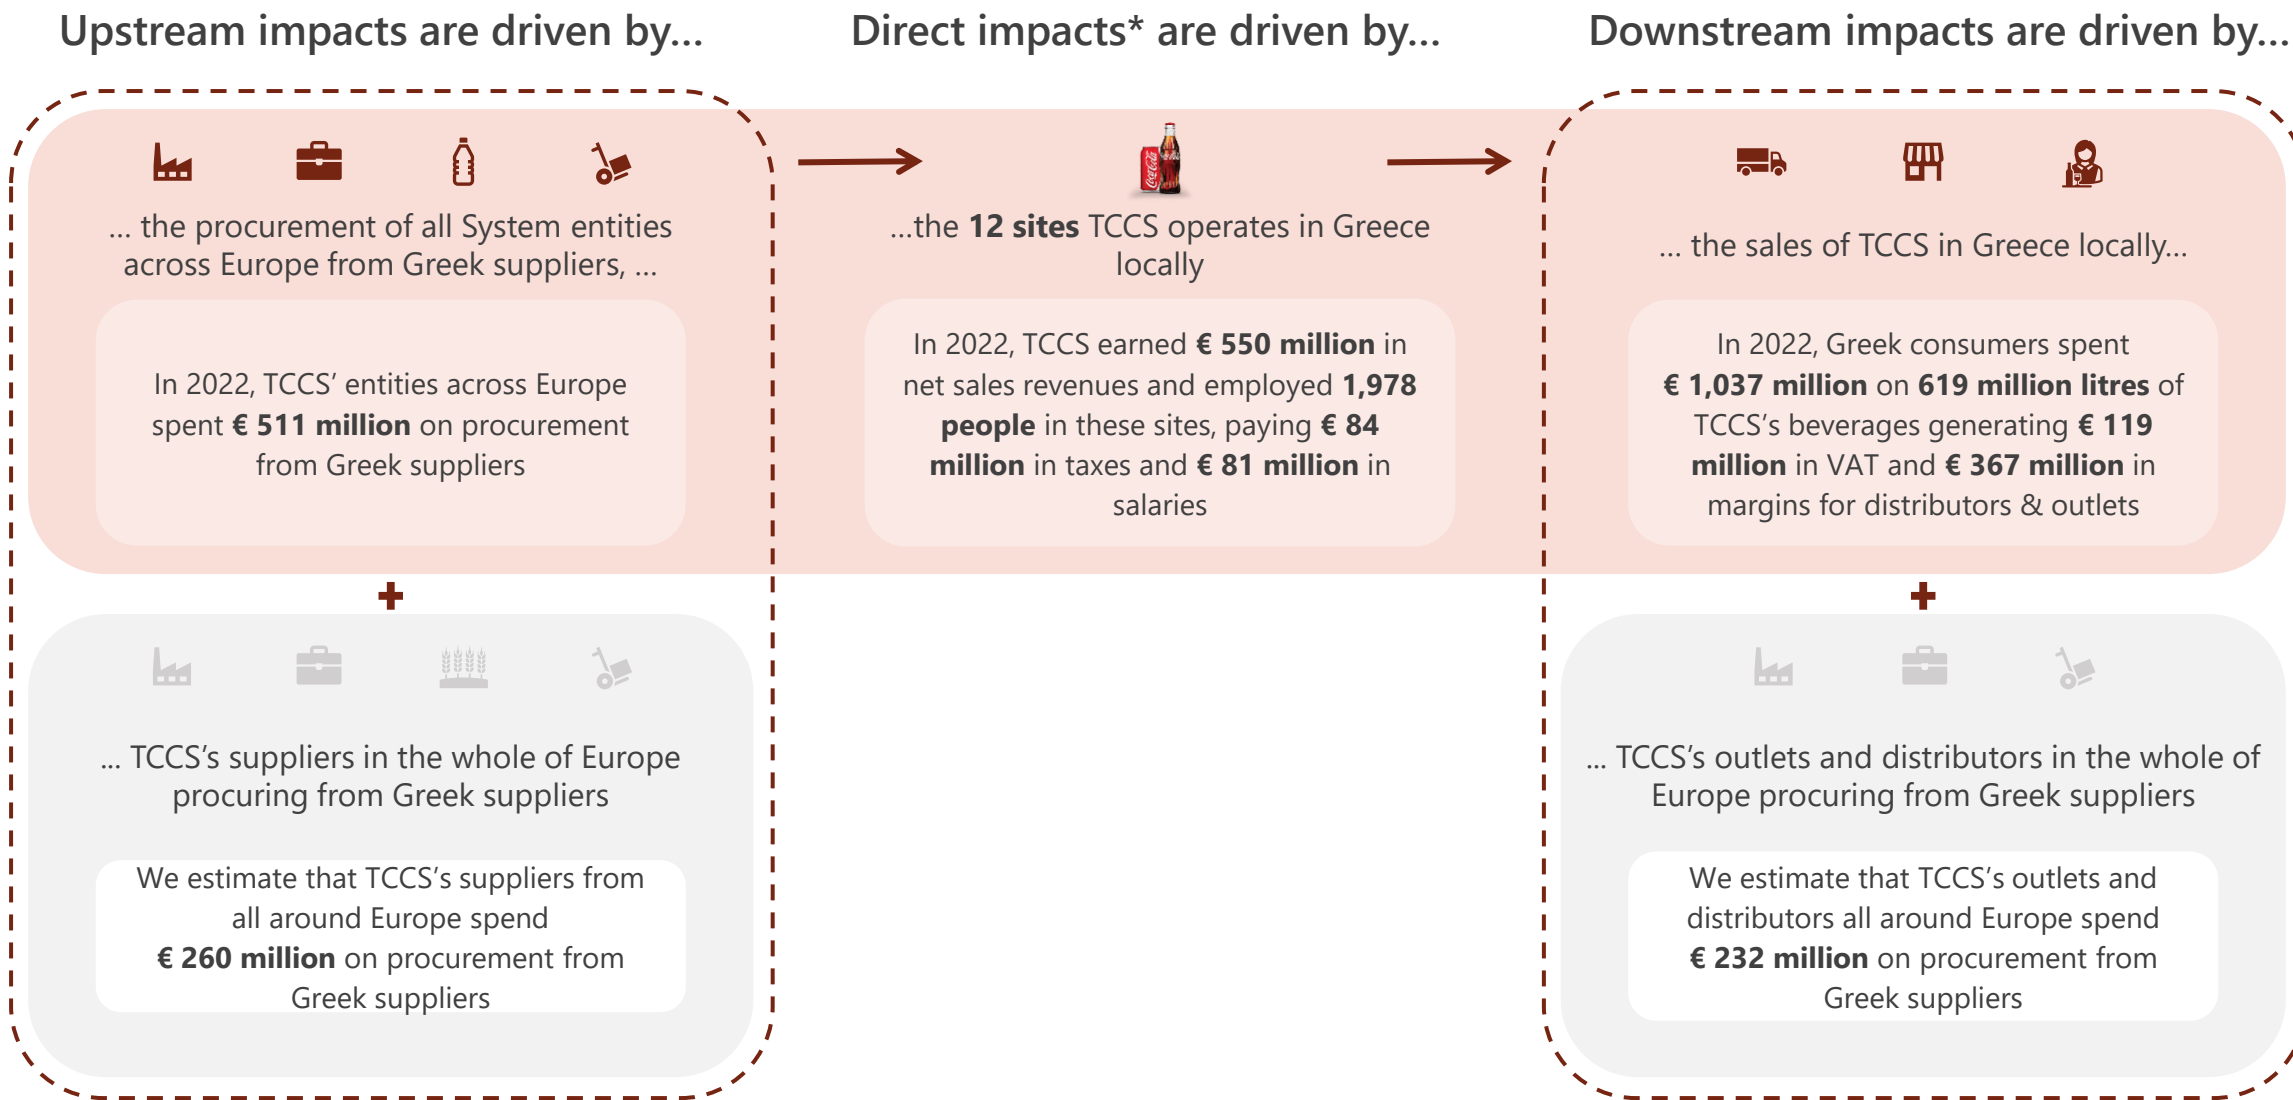 Upstream impacts are driven by...
... the procurement of all System entities
across Europe from Greek suppliers, ...
In 2022, TCCS’ entities across Europe
spent € 511 million on procurement
from Greek suppliers
+
... TCCS’s suppliers in the whole of Europe
procuring from Greek suppliers
We estimate that TCCS’s suppliers from
all around Europe spend
€ 260 million on procurement from
Greek suppliers
Direct impacts* are driven by...
...the 12 sites TCCS operates in Greece
locally
In 2022, TCCS earned € 550 million in
net sales revenues and employed 1,978
people in these sites, paying € 84
million in taxes and € 81 million in
salaries
Downstream impacts are driven by...
... the sales of TCCS in Greece locally...
In 2022, Greek consumers spent
€ 1,037 million on 619 million litres of
TCCS’s beverages generating € 119
million in VAT and € 367 million in
margins for distributors & outlets
+
... TCCS’s outlets and distributors in the whole of
Europe procuring from Greek suppliers
We estimate that TCCS’s outlets and
distributors all around Europe spend
€ 232 million on procurement from
Greek suppliers
Coca-Cola